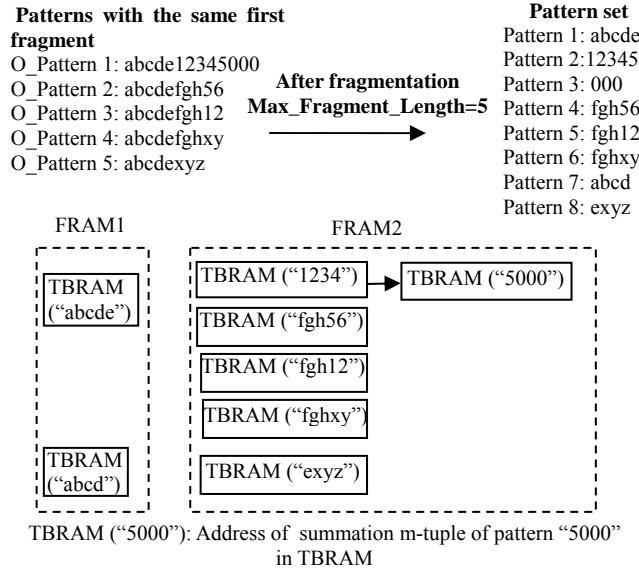 Patterns with the same first
fragment
O_Pattern 1: abcde12345000
O_Pattern 2: abcdefgh56
O_Pattern 3: abcdefgh12
O_Pattern 4: abcdefghxy
O_Pattern 5: abcdexyz
After fragmentation
Max_Fragment_Length=5
Pattern set
Pattern 1: abcde
Pattern 2:12345
Pattern 3: 000
Pattern 4: fgh56
Pattern 5: fgh12
Pattern 6: fghxy
Pattern 7: abcd
Pattern 8: exyz
FRAM1
FRAM2
TBRAM
(“abcde”)
TBRAM
(“abcd”)
TBRAM (“1234”)
TBRAM (“5000”)
TBRAM (“fgh56”)
TBRAM (“fgh12”)
TBRAM (“fghxy”)
TBRAM (“exyz”)
TBRAM (“5000”): Address of summation m-tuple of pattern “5000”
in TBRAM